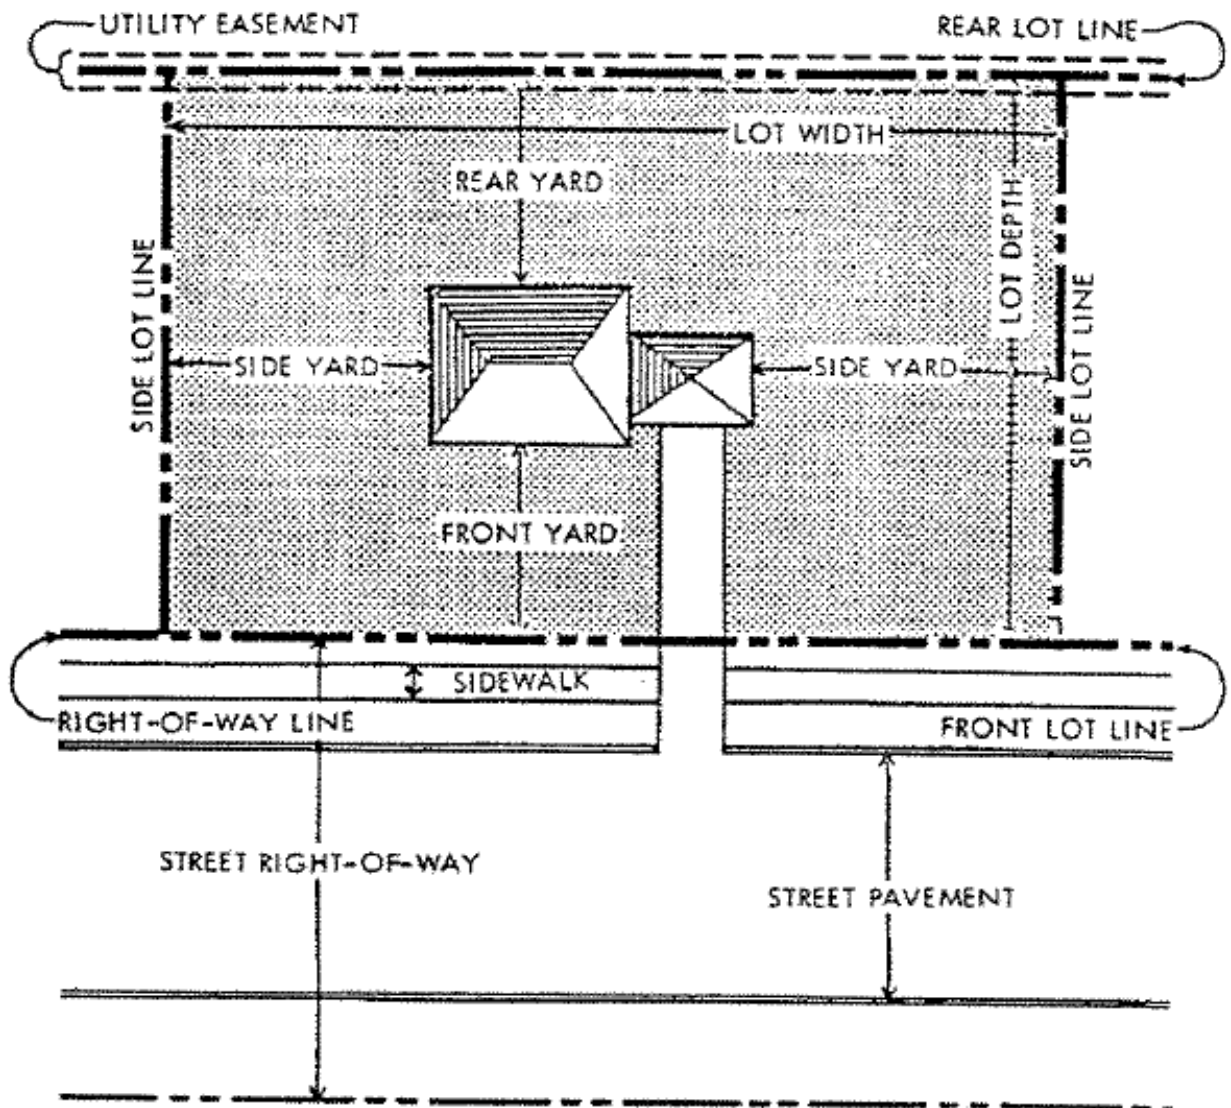 UTILITY EASEMENT
REAR LOT LINE
LOT WIDTH
REAR YARD
LOT DEPTH
SIDE LOT LINE
SIDE LOT LINE
SIDE YARD
SIDE YARD
FRONT YARD
SIDEWALK
RIGHT-OF-WAY LINE
FRONT LOT LINE
STREET RIGHT-OF-WAY
STREET PAVEMENT